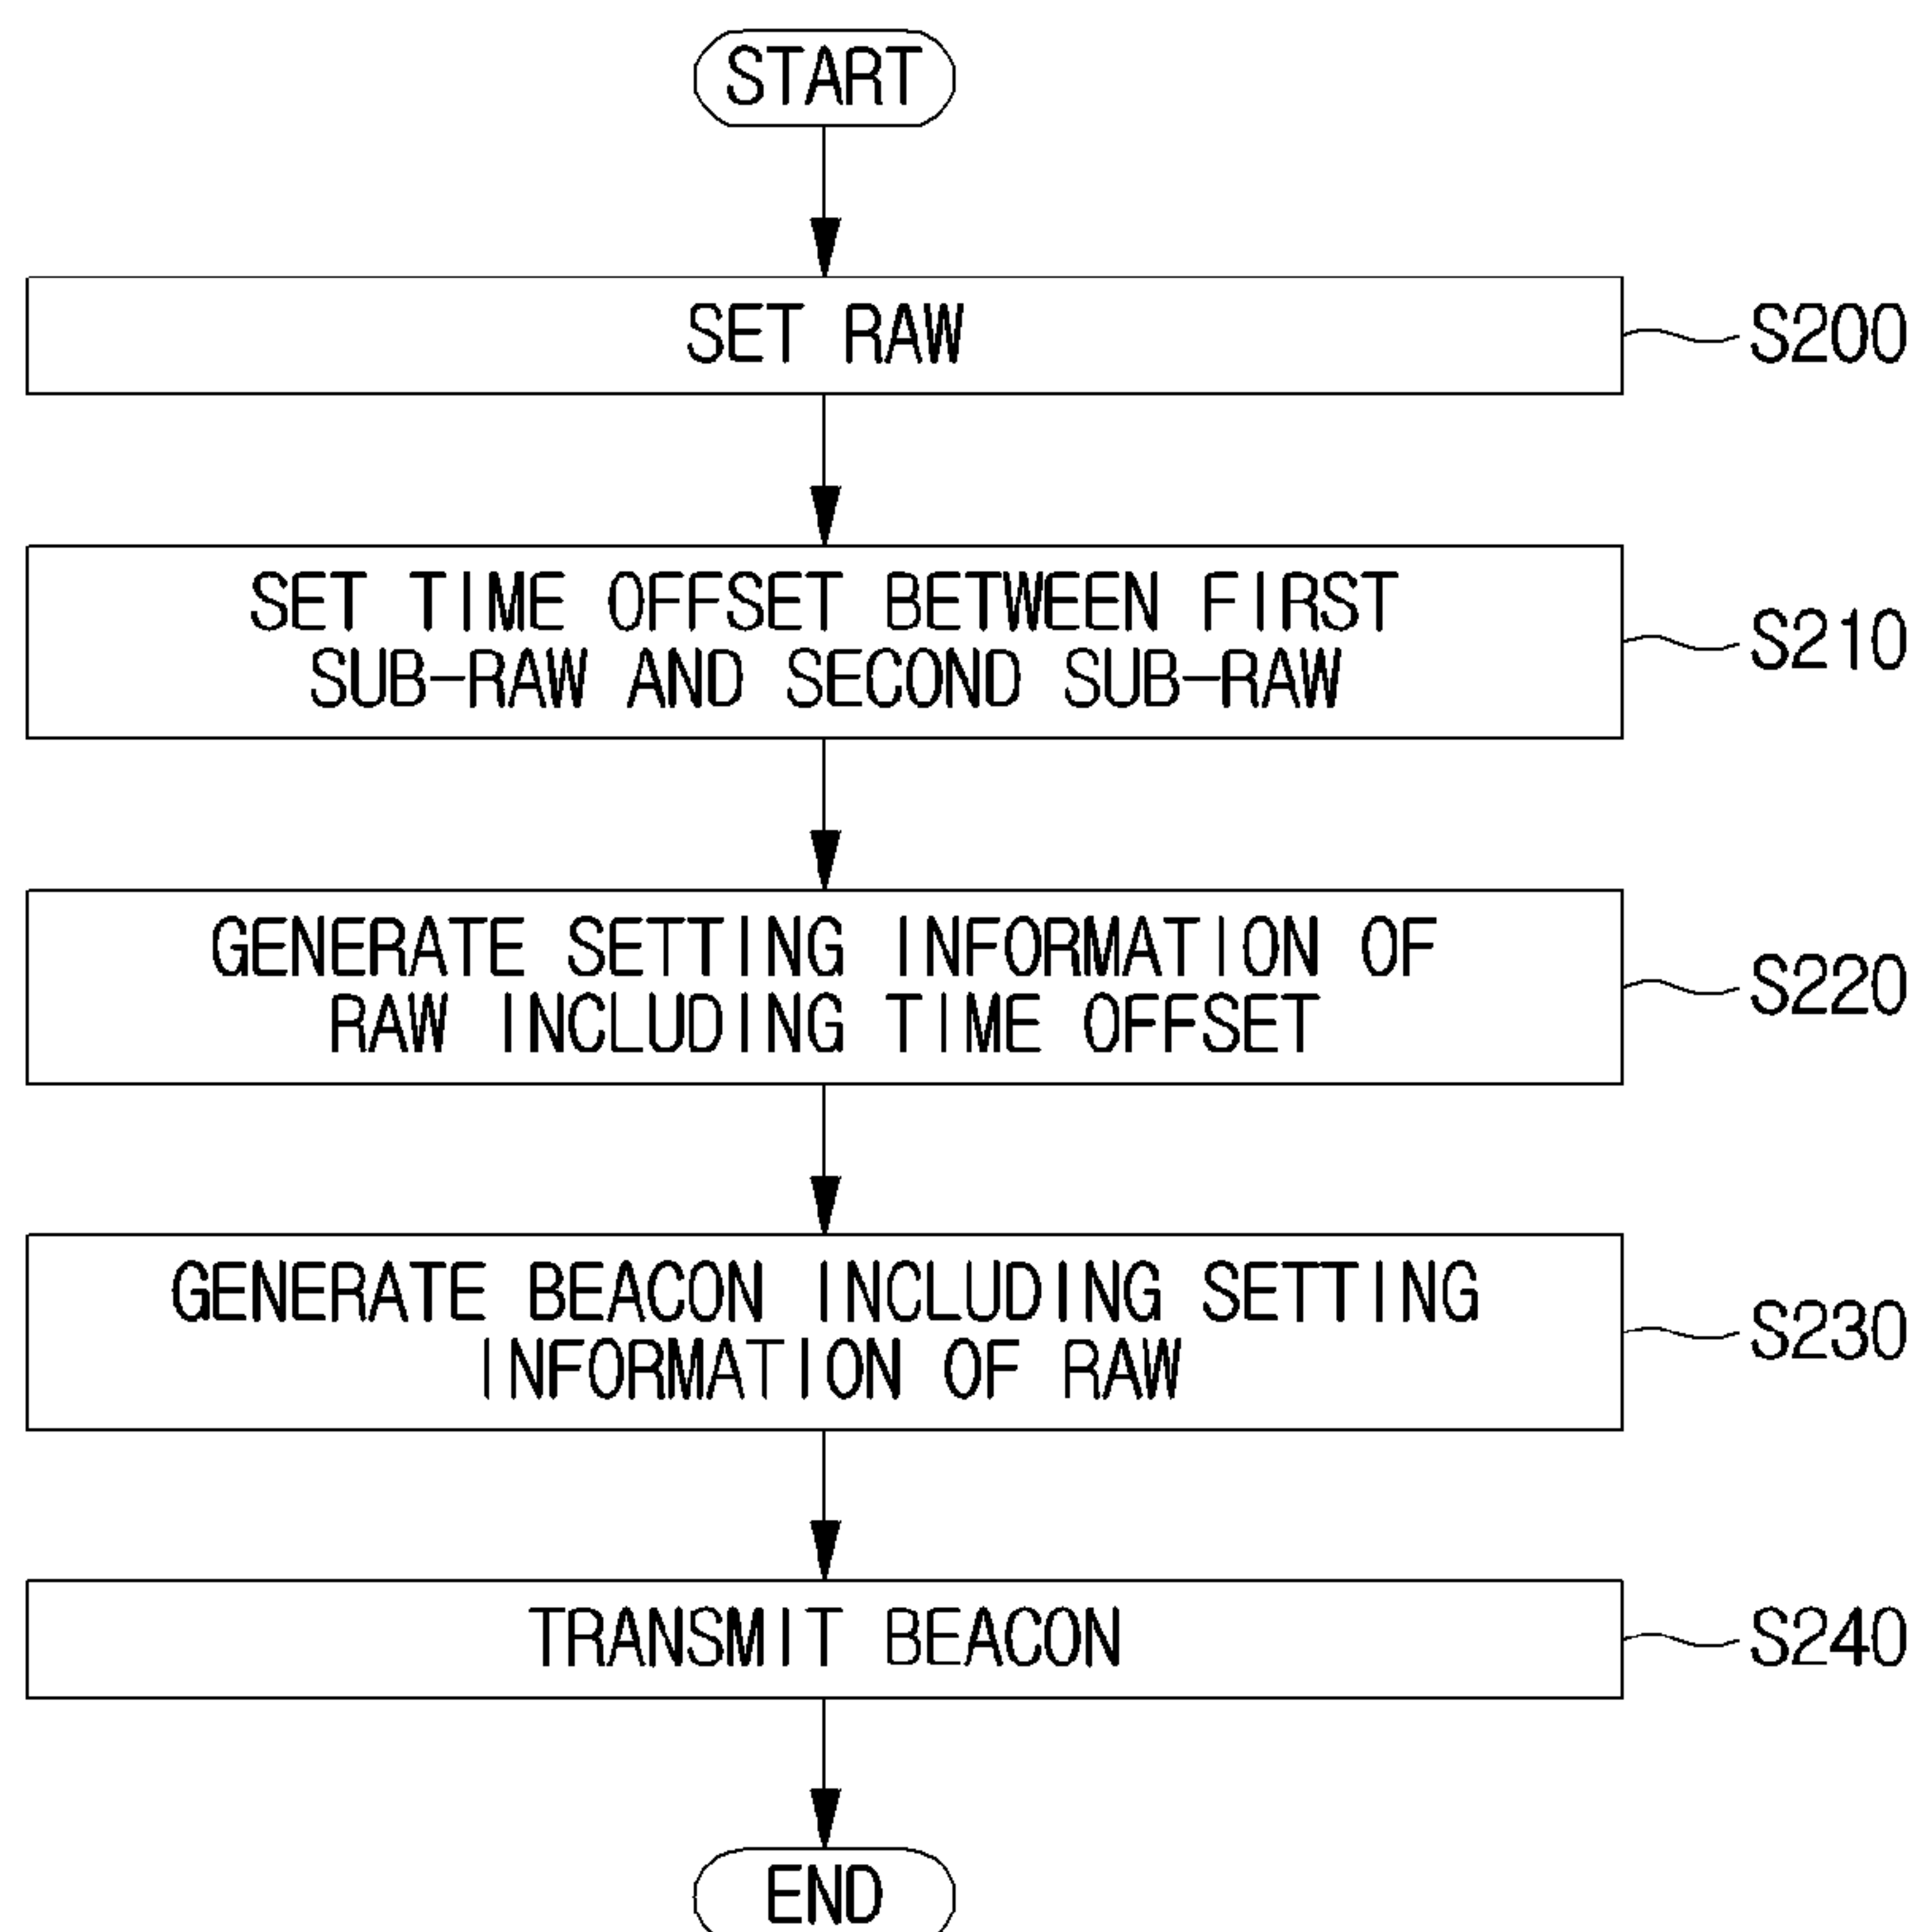 START
SET RAW
S200
SET TIME OFFSET BETWEEN FIRST
SUB-RAW AND SECOND SUB-RAW
S210
GENERATE SETTING INFORMATION OF
RAW INCLUDING TIME OFFSET
S220
GENERATE BEACON INCLUDING SETTING
INFORMATION OF RAW
S230
TRANSMIT BEACON
S240
END